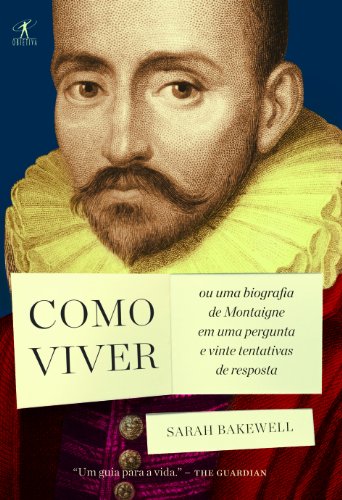 OBJETIVA
COMO
VIVER
ou uma biografia
de Montaigne
em uma pergunta
e vinte tentativas
de resposta
SARAH BAKEWELL
“Um guia para a vida.” – THE GUARDIAN